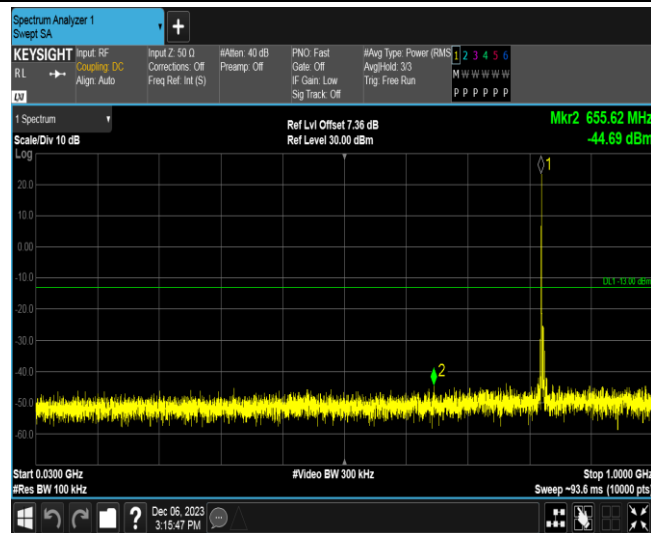 Spectrum Analyzer 1
Swept SA
+
KEYSIGHT
RL
LXI
Input: RF
Coupling: DC
Align: Auto
Input Z: 50 Ω
Corrections: Off
Freq Ref: Int (S)
#Atten: 40 dB
Preamp: Off
PNO: Fast
Gate: Off
IF Gain: Low
Sig Track: Off
#Avg Type: Power (RMS
Avg|Hold: 3/3
Trig: Free Run
1 2 3 4 5 6
M W W W W W
P P P P P P
1 Spectrum
Scale/Div 10 dB
Log
Ref Lvl Offset 7.36 dB
Ref Level 30.00 dBm
Mkr2 655.62 MHz
-44.69 dBm
1
20.0
10.0
0.00
-10.0
DL1 -13.00 dBm
-20.0
-30.0
-40.0
2
-50.0
-60.0
Start 0.0300 GHz
#Res BW 100 kHz
#Video BW 300 kHz
Stop 1.0000 GHz
Sweep ~93.6 ms (10000 pts)
?
Dec 06, 2023
3:15:47 PM